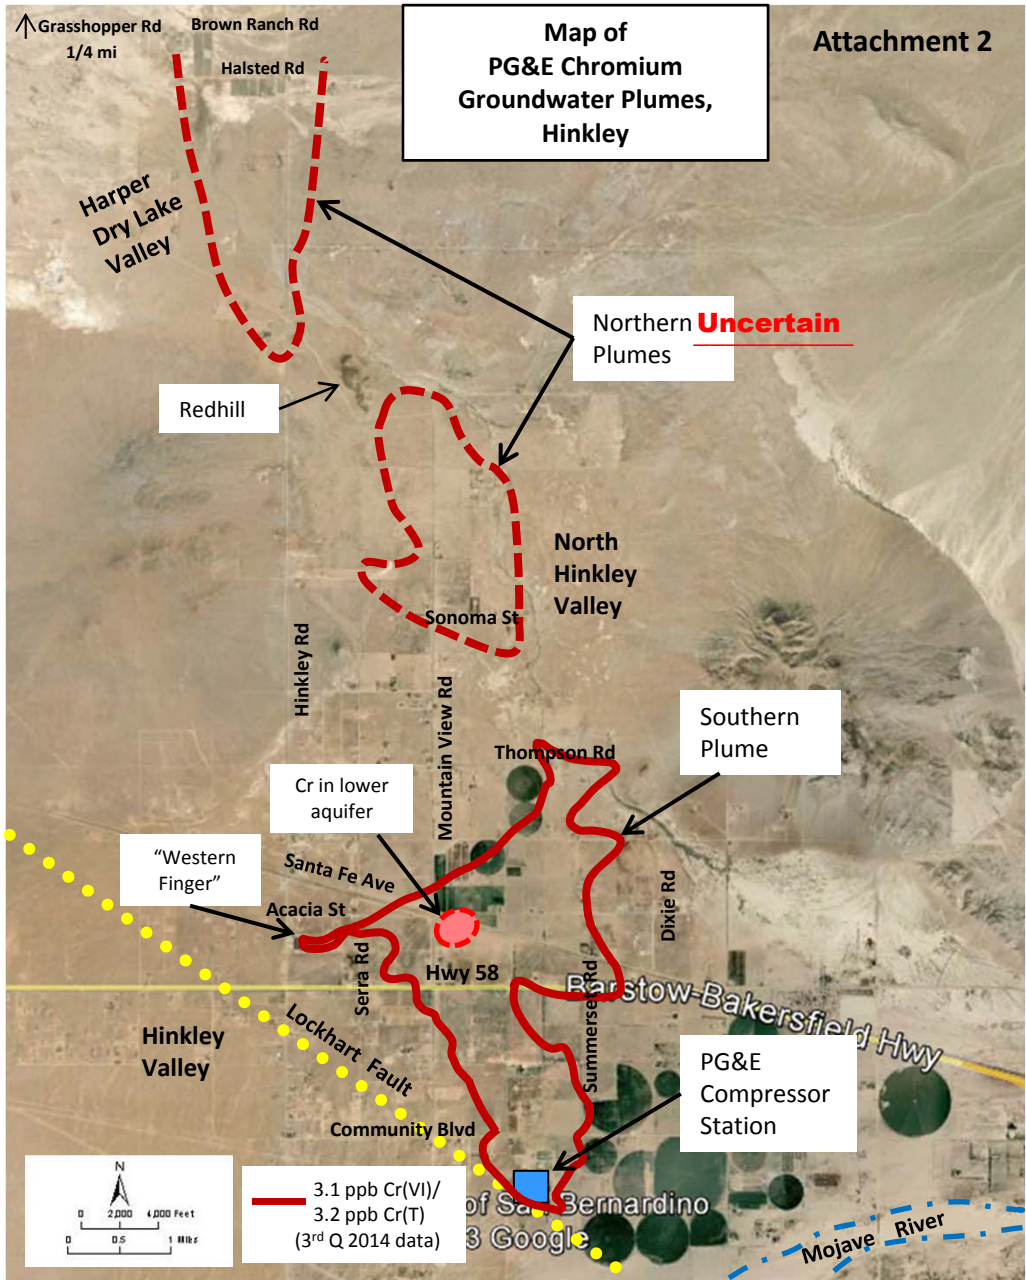 Grasshopper Rd
1/4 mi
Brown Ranch Rd
Halsted Rd
Map of
PG&E Chromium
Groundwater Plumes,
Hinkley
Attachment 2
Harper
Dry Lake
Valley
Northern Uncertain
Plumes
Redhill
North
Hinkley
Valley
Sonoma St
Hinkley Rd
Mountain View Rd
Southern
Plume
Thompson Rd
Cr in lower
aquifer
"Western
Finger"
Santa Fe Ave
Acacia St
Serra Rd
Dixie Rd
Hwy 58
Summerset Rd
Barstow-Bakersfield Hwy
Hinkley
Valley
Lockhart Fault
PG&E
Compressor
Station
Community Blvd
N
0 2,000 4,000 Feet
0 0.5 1 Miles
3.1 ppb Cr(VI)/
3.2 ppb Cr(T)
(3rd Q 2014 data)
of San Bernardino
3 Google
Mojave River